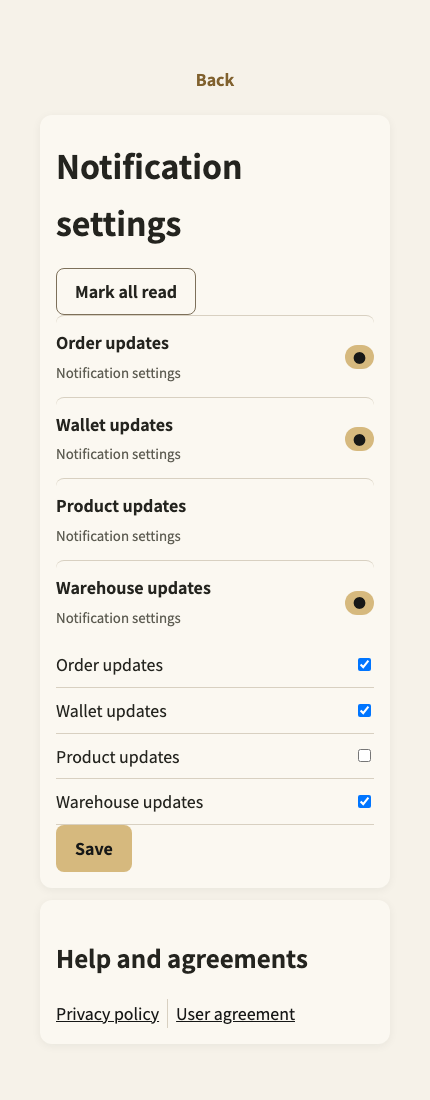 Back
Notification
settings
Mark all read
Order updates
Notification settings
Wallet updates
Notification settings
Product updates
Notification settings
Warehouse updates
Notification settings
Order updates
Wallet updates
Product updates
Warehouse updates
Save
Help and agreements
Privacy policy User agreement